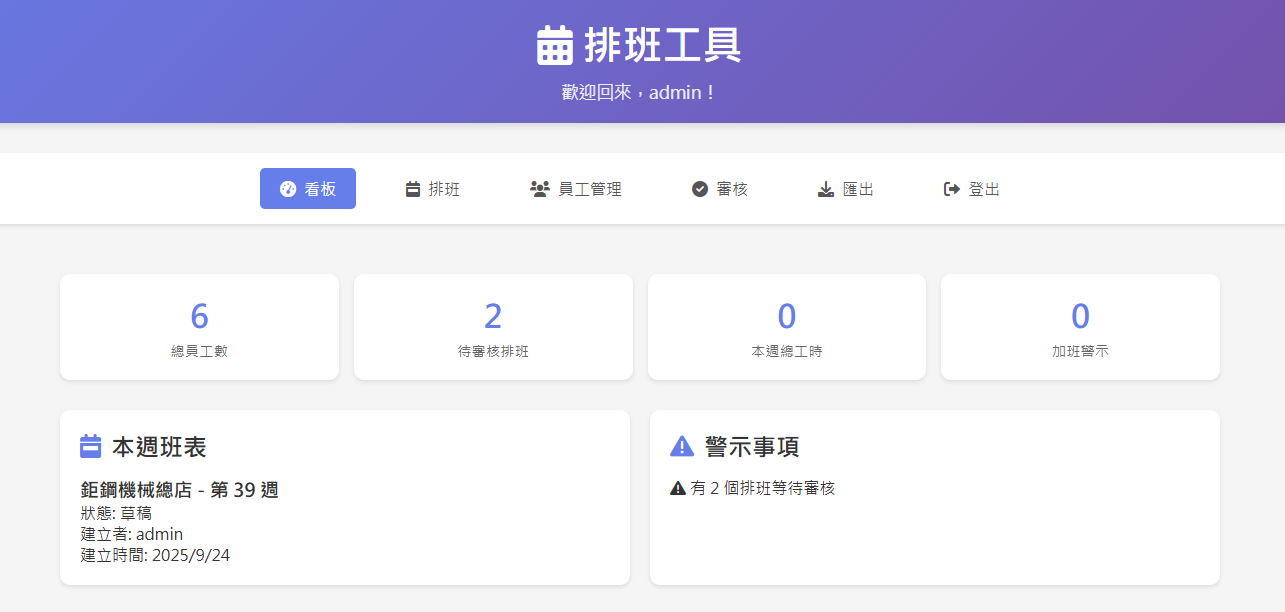 排班工具
歡迎回來，admin！
看板
排班
員工管理
審核
匯出
登出
6
總員工數
2
待審核排班
0
本週總工時
0
加班警示
本週班表
鉅鋼機械總店 - 第 39 週
狀態: 草稿
建立者: admin
建立時間: 2025/9/24
警示事項
有 2 個排班等待審核